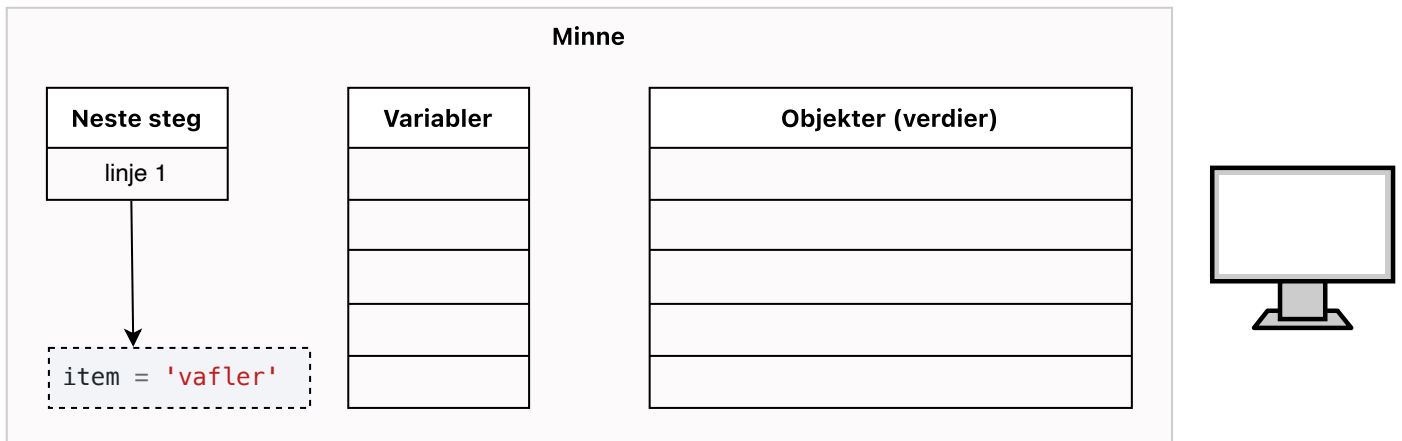 Minne
Neste steg
Variabler
Objekter (verdier)
linje 1
item = 'vafler'